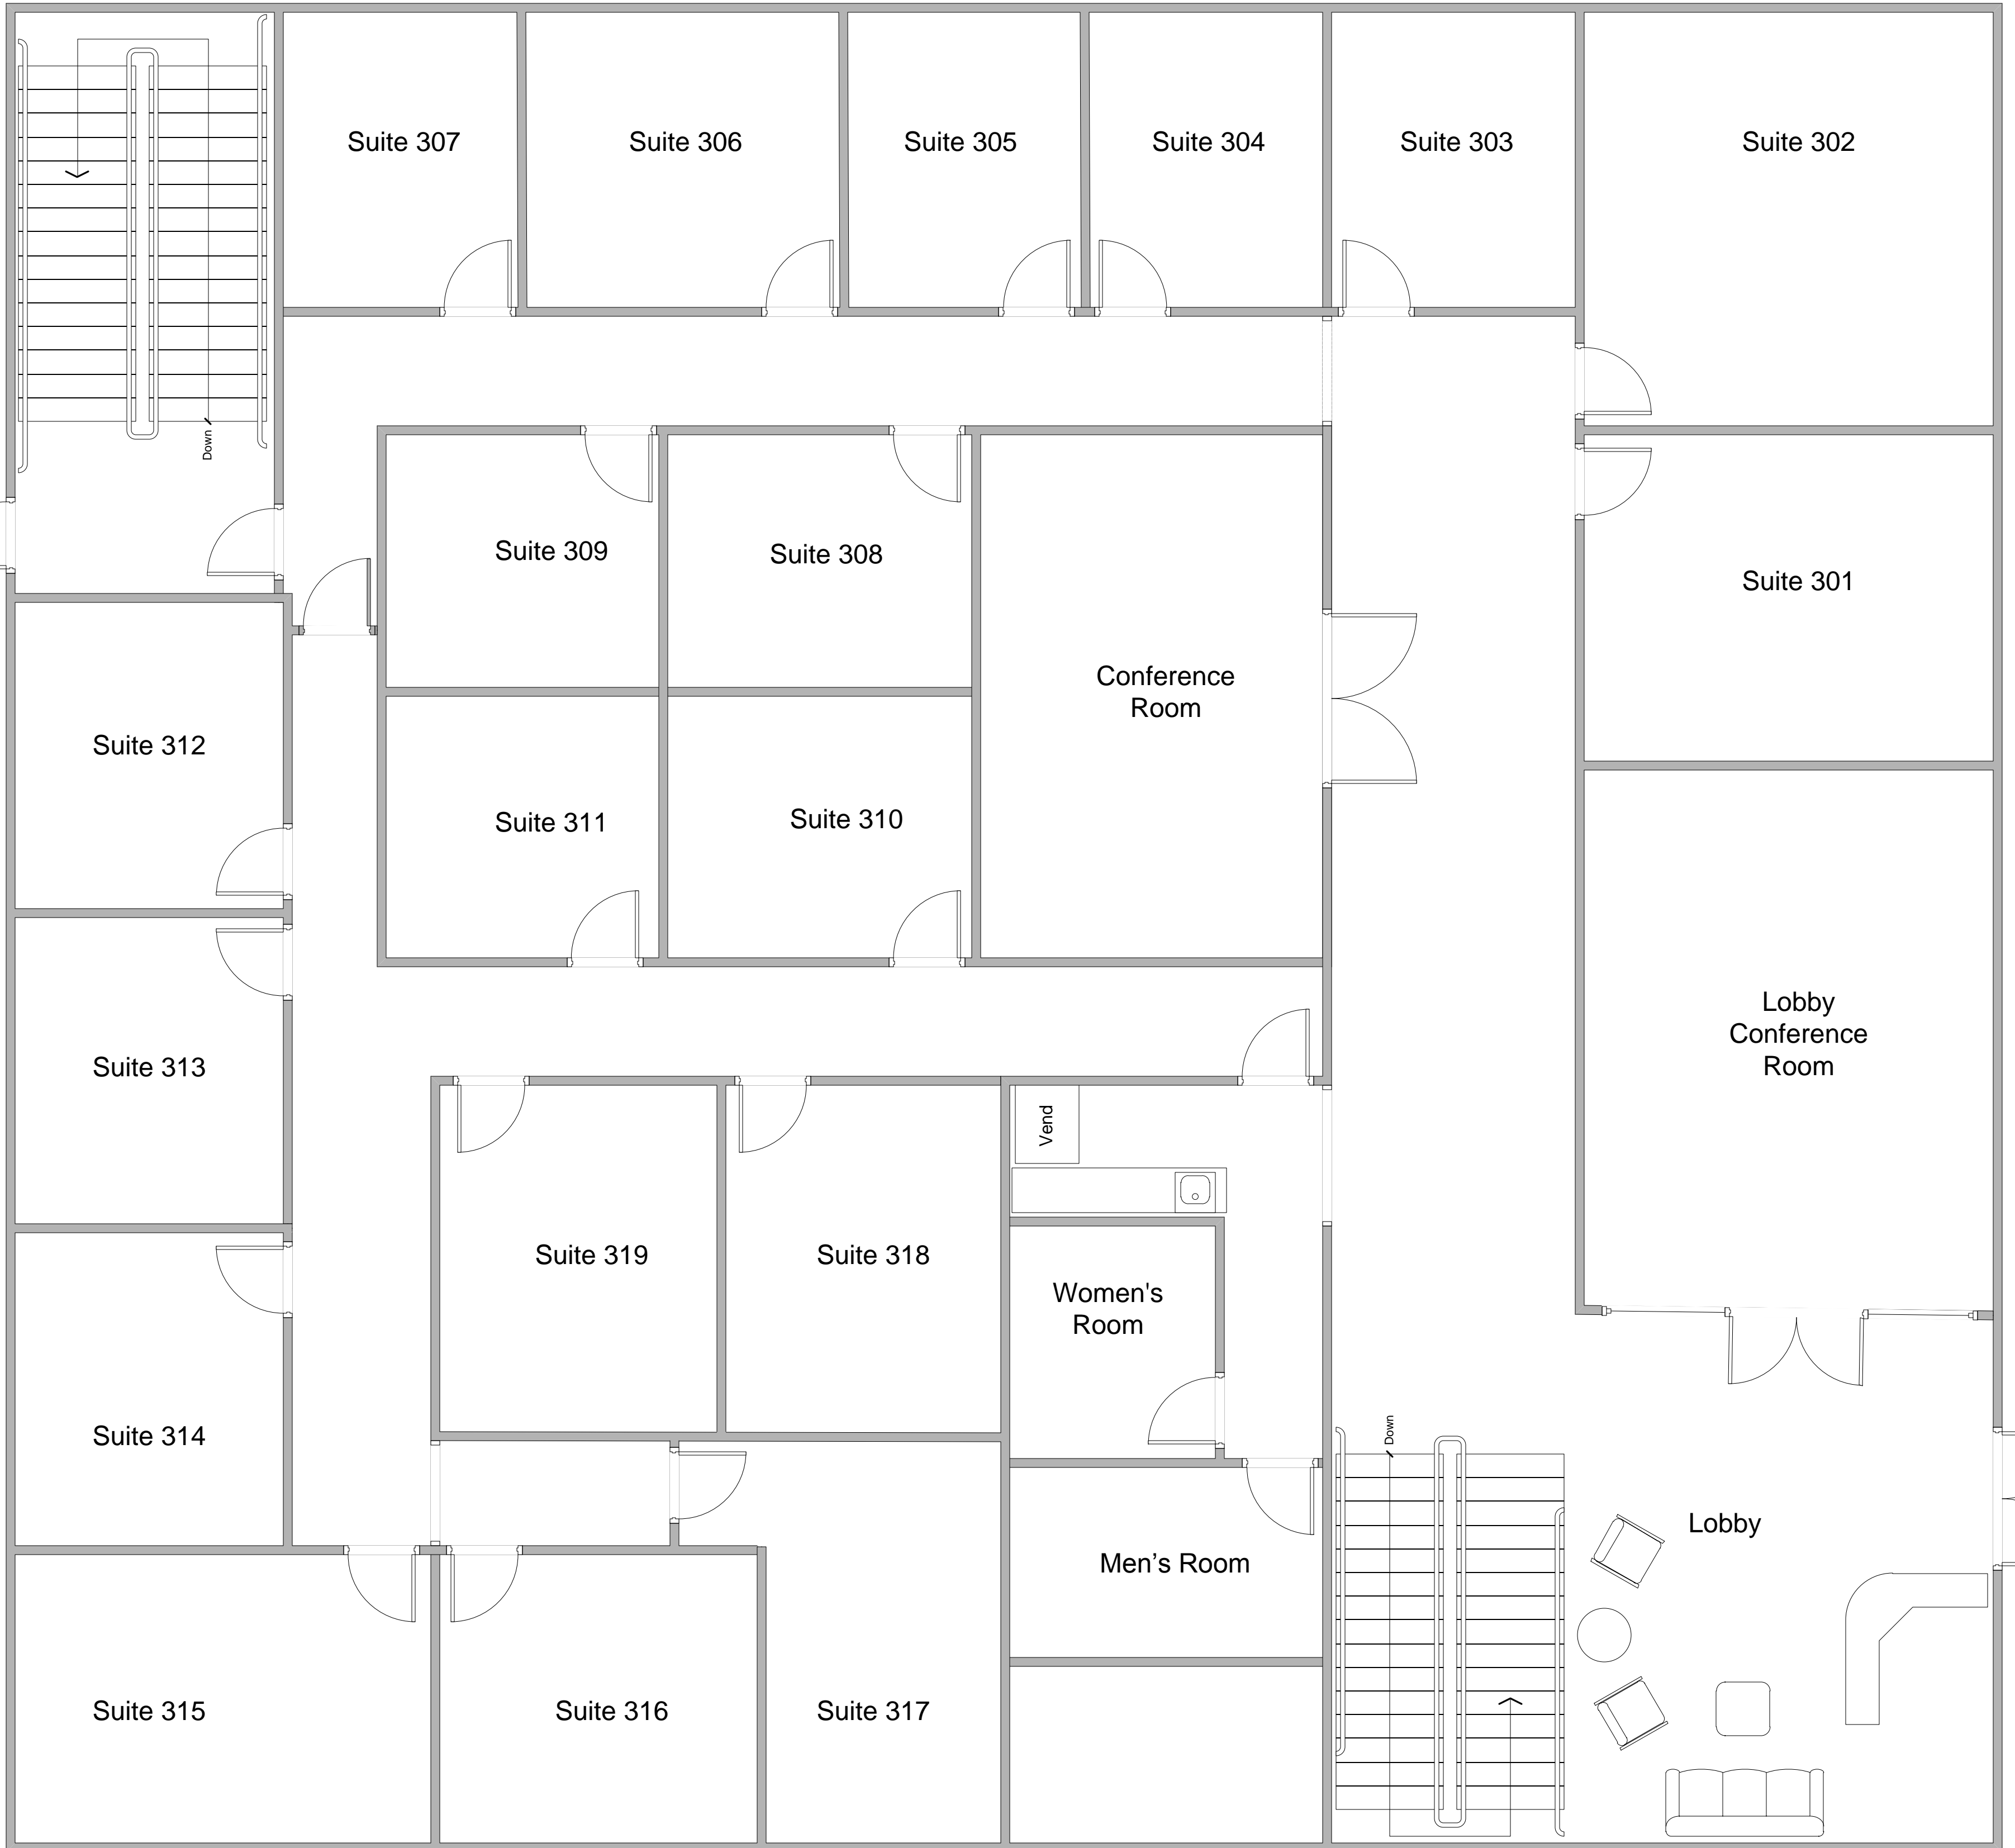 Suite 307
Suite 306
Suite 305
Suite 304
Suite 303
Suite 302
Down
Suite 309
Suite 308
Suite 301
Conference
Room
Suite 312
Suite 311
Suite 310
Lobby
Conference
Room
Suite 313
Vend
Suite 319
Suite 318
Women's
Room
Suite 314
Down
Lobby
Men’s Room
Suite 315
Suite 316
Suite 317